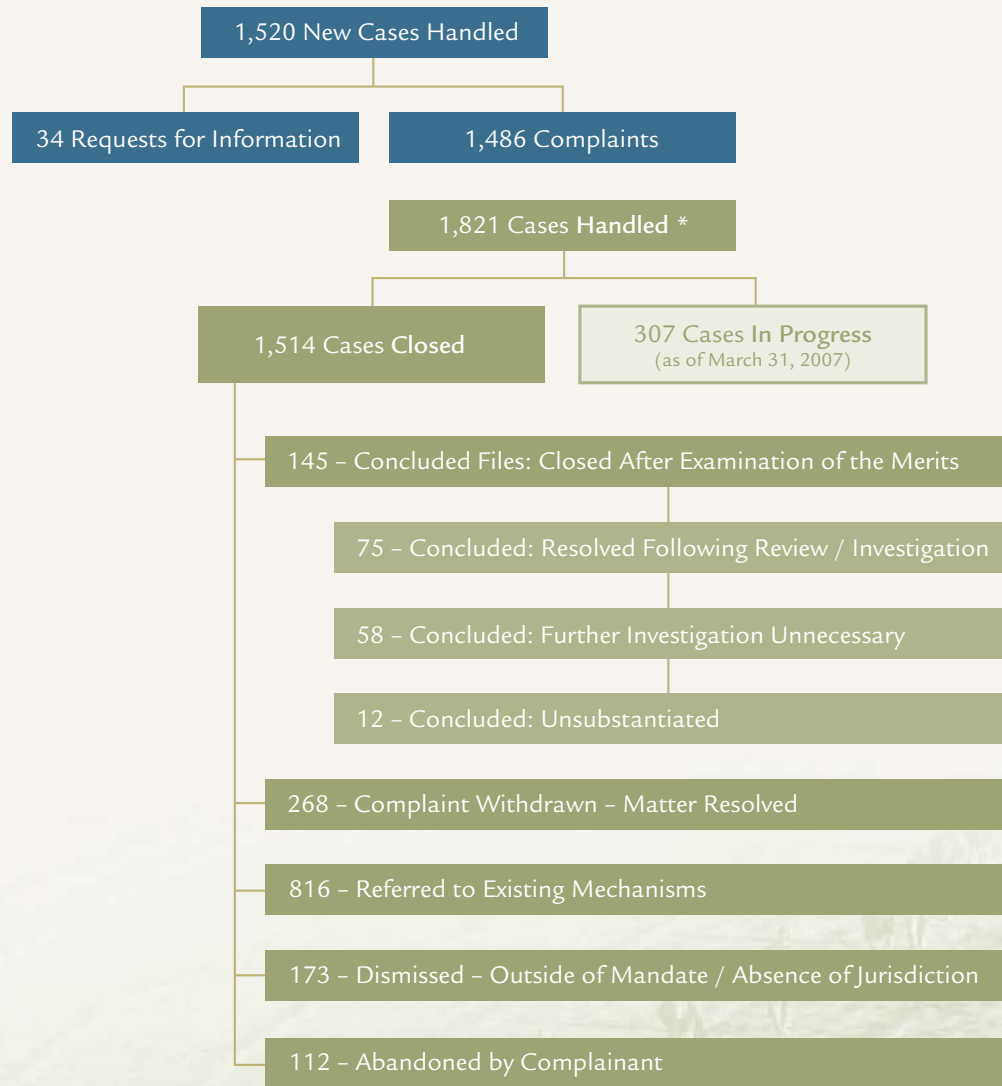 1,520 New Cases Handled
34 Requests for Information
1,486 Complaints
1,821 Cases Handled *
1,514 Cases Closed
307 Cases In Progress
(as of March 31, 2007)
145 – Concluded Files: Closed After Examination of the Merits
75 – Concluded: Resolved Following Review / Investigation
58 – Concluded: Further Investigation Unnecessary
12 – Concluded: Unsubstantiated
268 – Complaint Withdrawn – Matter Resolved
816 – Referred to Existing Mechanisms
173 – Dismissed – Outside of Mandate / Absence of Jurisdiction
112 – Abandoned by Complainant